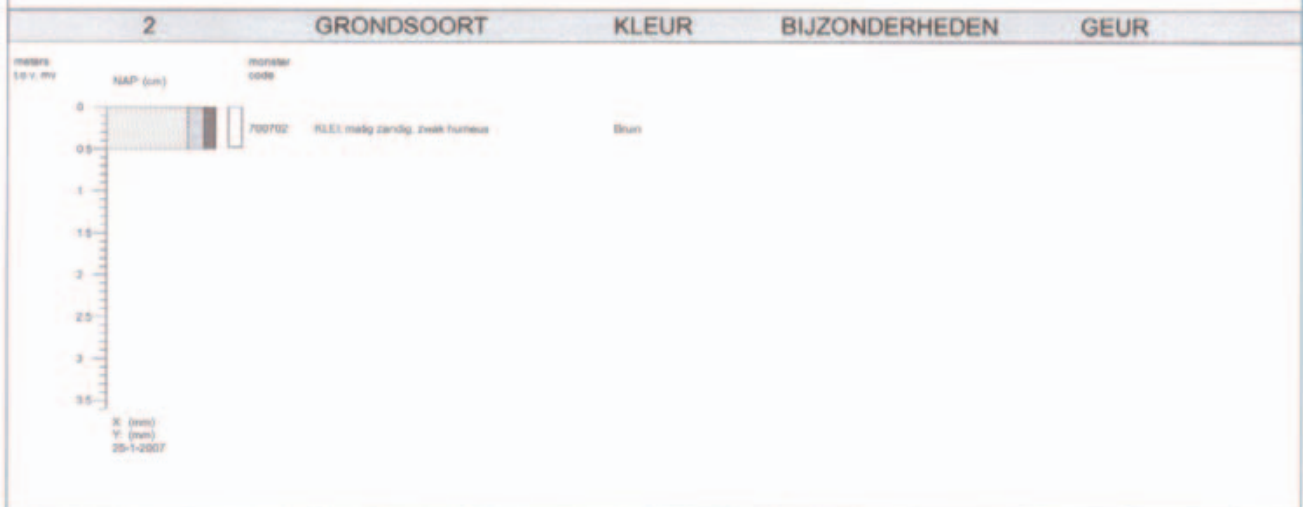 2 GRONDSOORT KLEUR BIJZONDERHEDEN GEUR
meters
t.o.v. mv
NAP (cm)
monster
code
0
700702 KLEI, matig zandig, zwak humeus Bruin
0.5
1
1.5
2
2.5
3
3.5
X: (mm)
Y: (mm)
25-1-2007